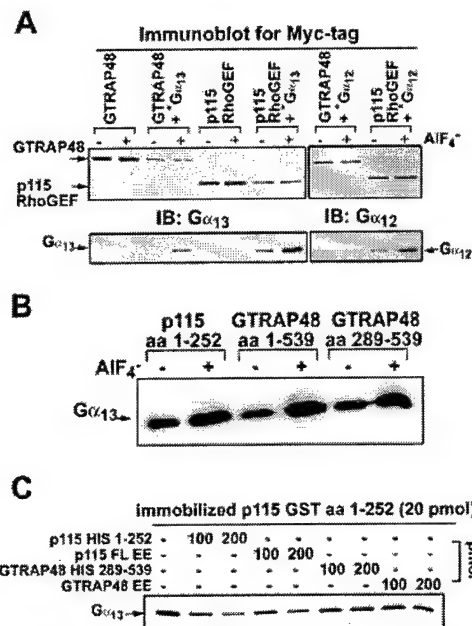 A
Immunoblot for Myc-tag
GTRAP48
GTRAP48 + *Gα13
p115 RhoGEF
p115 RhoGEF + *Gα13
GTRAP48 + *Gα12
p115 RhoGEF + *Gα12
- + - + - + - + - + - + AlF4-
GTRAP48
p115
RhoGEF
IB: Gα13 IB: Gα12
Gα13 Gα12
B
p115 GTRAP48 GTRAP48
aa 1-252 aa 1-539 aa 289-539
AlF4- - + - + - +
Gα13
C
immobilized p115 GST aa 1-252 (20 pmol)
p115 HIS 1-252 - 100 200 - - - - - -
p115 FL EE - - - 100 200 - - - -
GTRAP48 HIS 289-539 - - - - - 100 200 - -
GTRAP48 EE - - - - - - - 100 200
pmol
Gα13